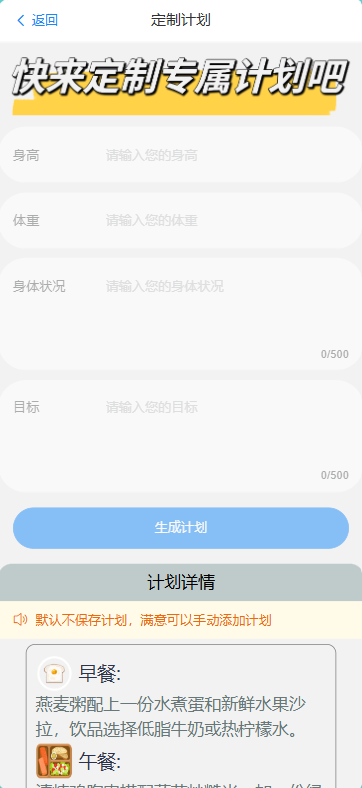 返回
定制计划
快来定制专属计划吧
身高 请输入您的身高
体重 请输入您的体重
身体状况 请输入您的身体状况
0/500
目标 请输入您的目标
0/500
生成计划
计划详情
默认不保存计划，满意可以手动添加计划
早餐:
燕麦粥配上一份水煮蛋和新鲜水果沙
拉，饮品选择低脂牛奶或热柠檬水。
午餐: